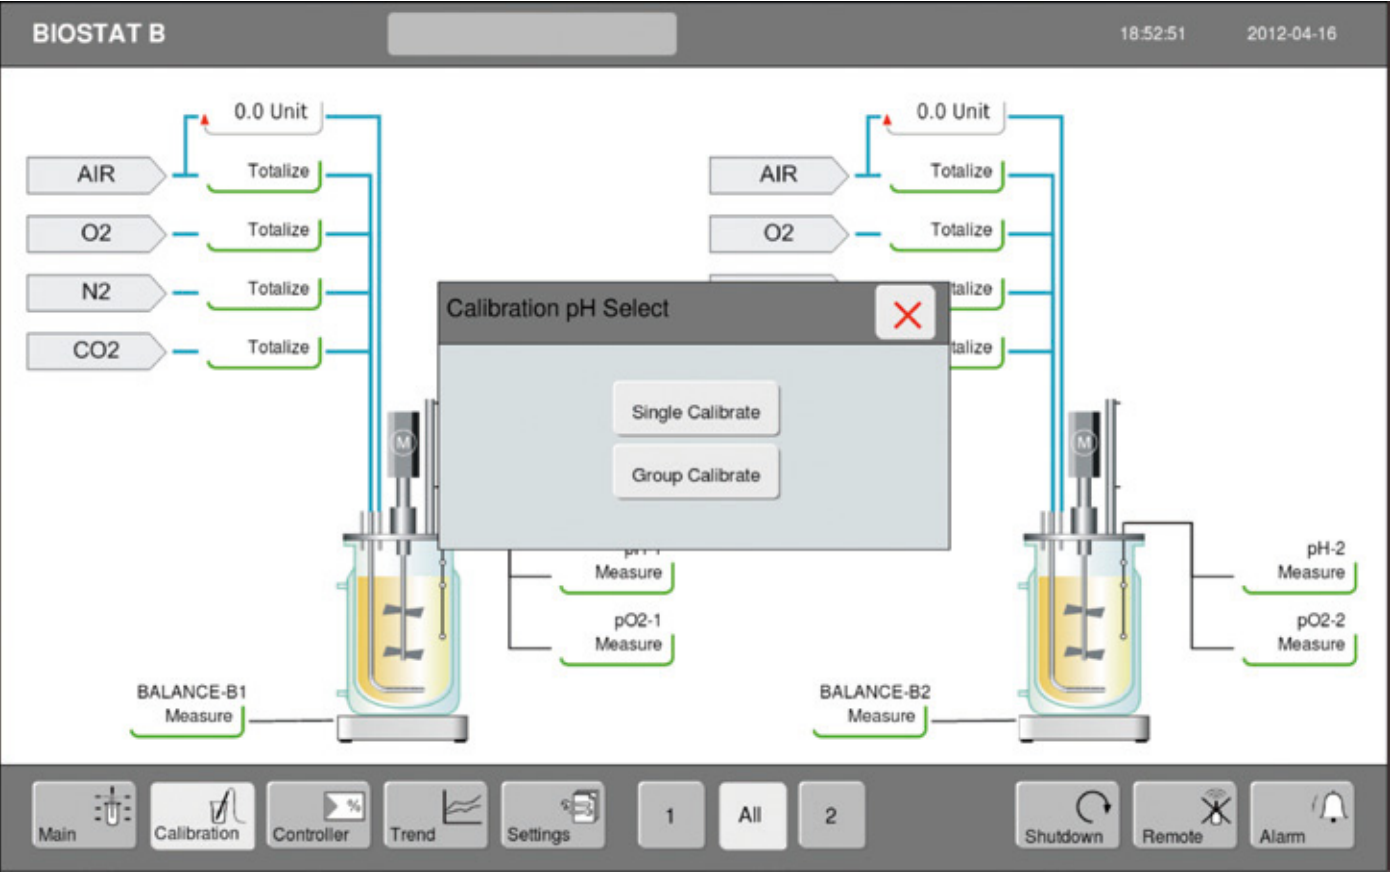 BIOSTAT B
18:52:51
2012-04-16
0.0 Unit
0.0 Unit
AIR
Totalize
AIR
Totalize
O2
Totalize
O2
Totalize
N2
Totalize
CO2
Totalize
Calibration pH Select
Single Calibrate
Group Calibrate
M
M
Measure
pH-2
Measure
pO2-1
Measure
pO2-2
Measure
BALANCE-B1
Measure
BALANCE-B2
Measure
Main
Calibration
%
Controller
Trend
Settings
1
All
2
Shutdown
Remote
Alarm